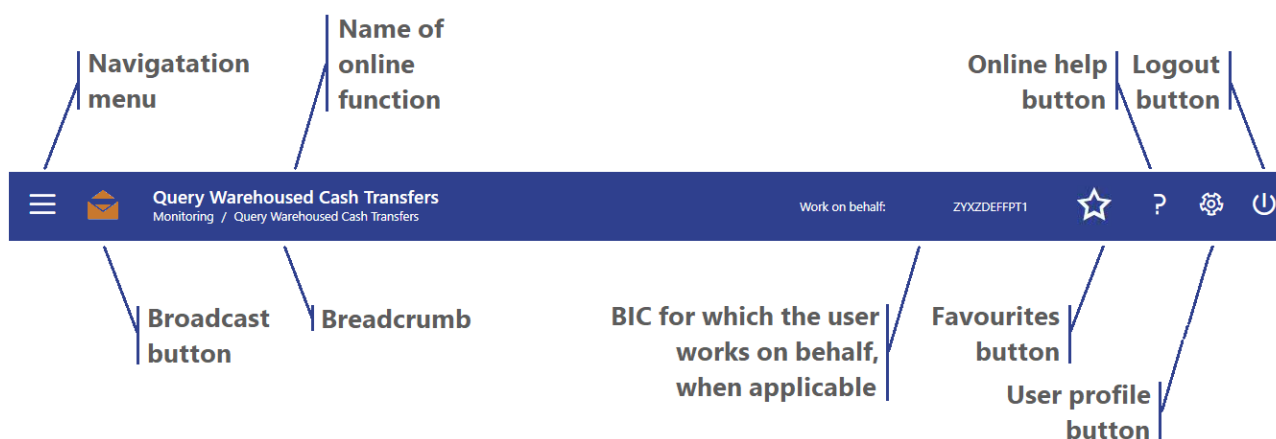 Navigatation
menu
Name of
online
function
Online help
button
Logout
button
Query Warehoused Cash Transfers
Monitoring / Query Warehoused Cash Transfers
Work on behalf:
ZYXZDEFFPT1
?
Broadcast
button
Breadcrumb
BIC for which the user
works on behalf,
when applicable
Favourites
button
User profile
button